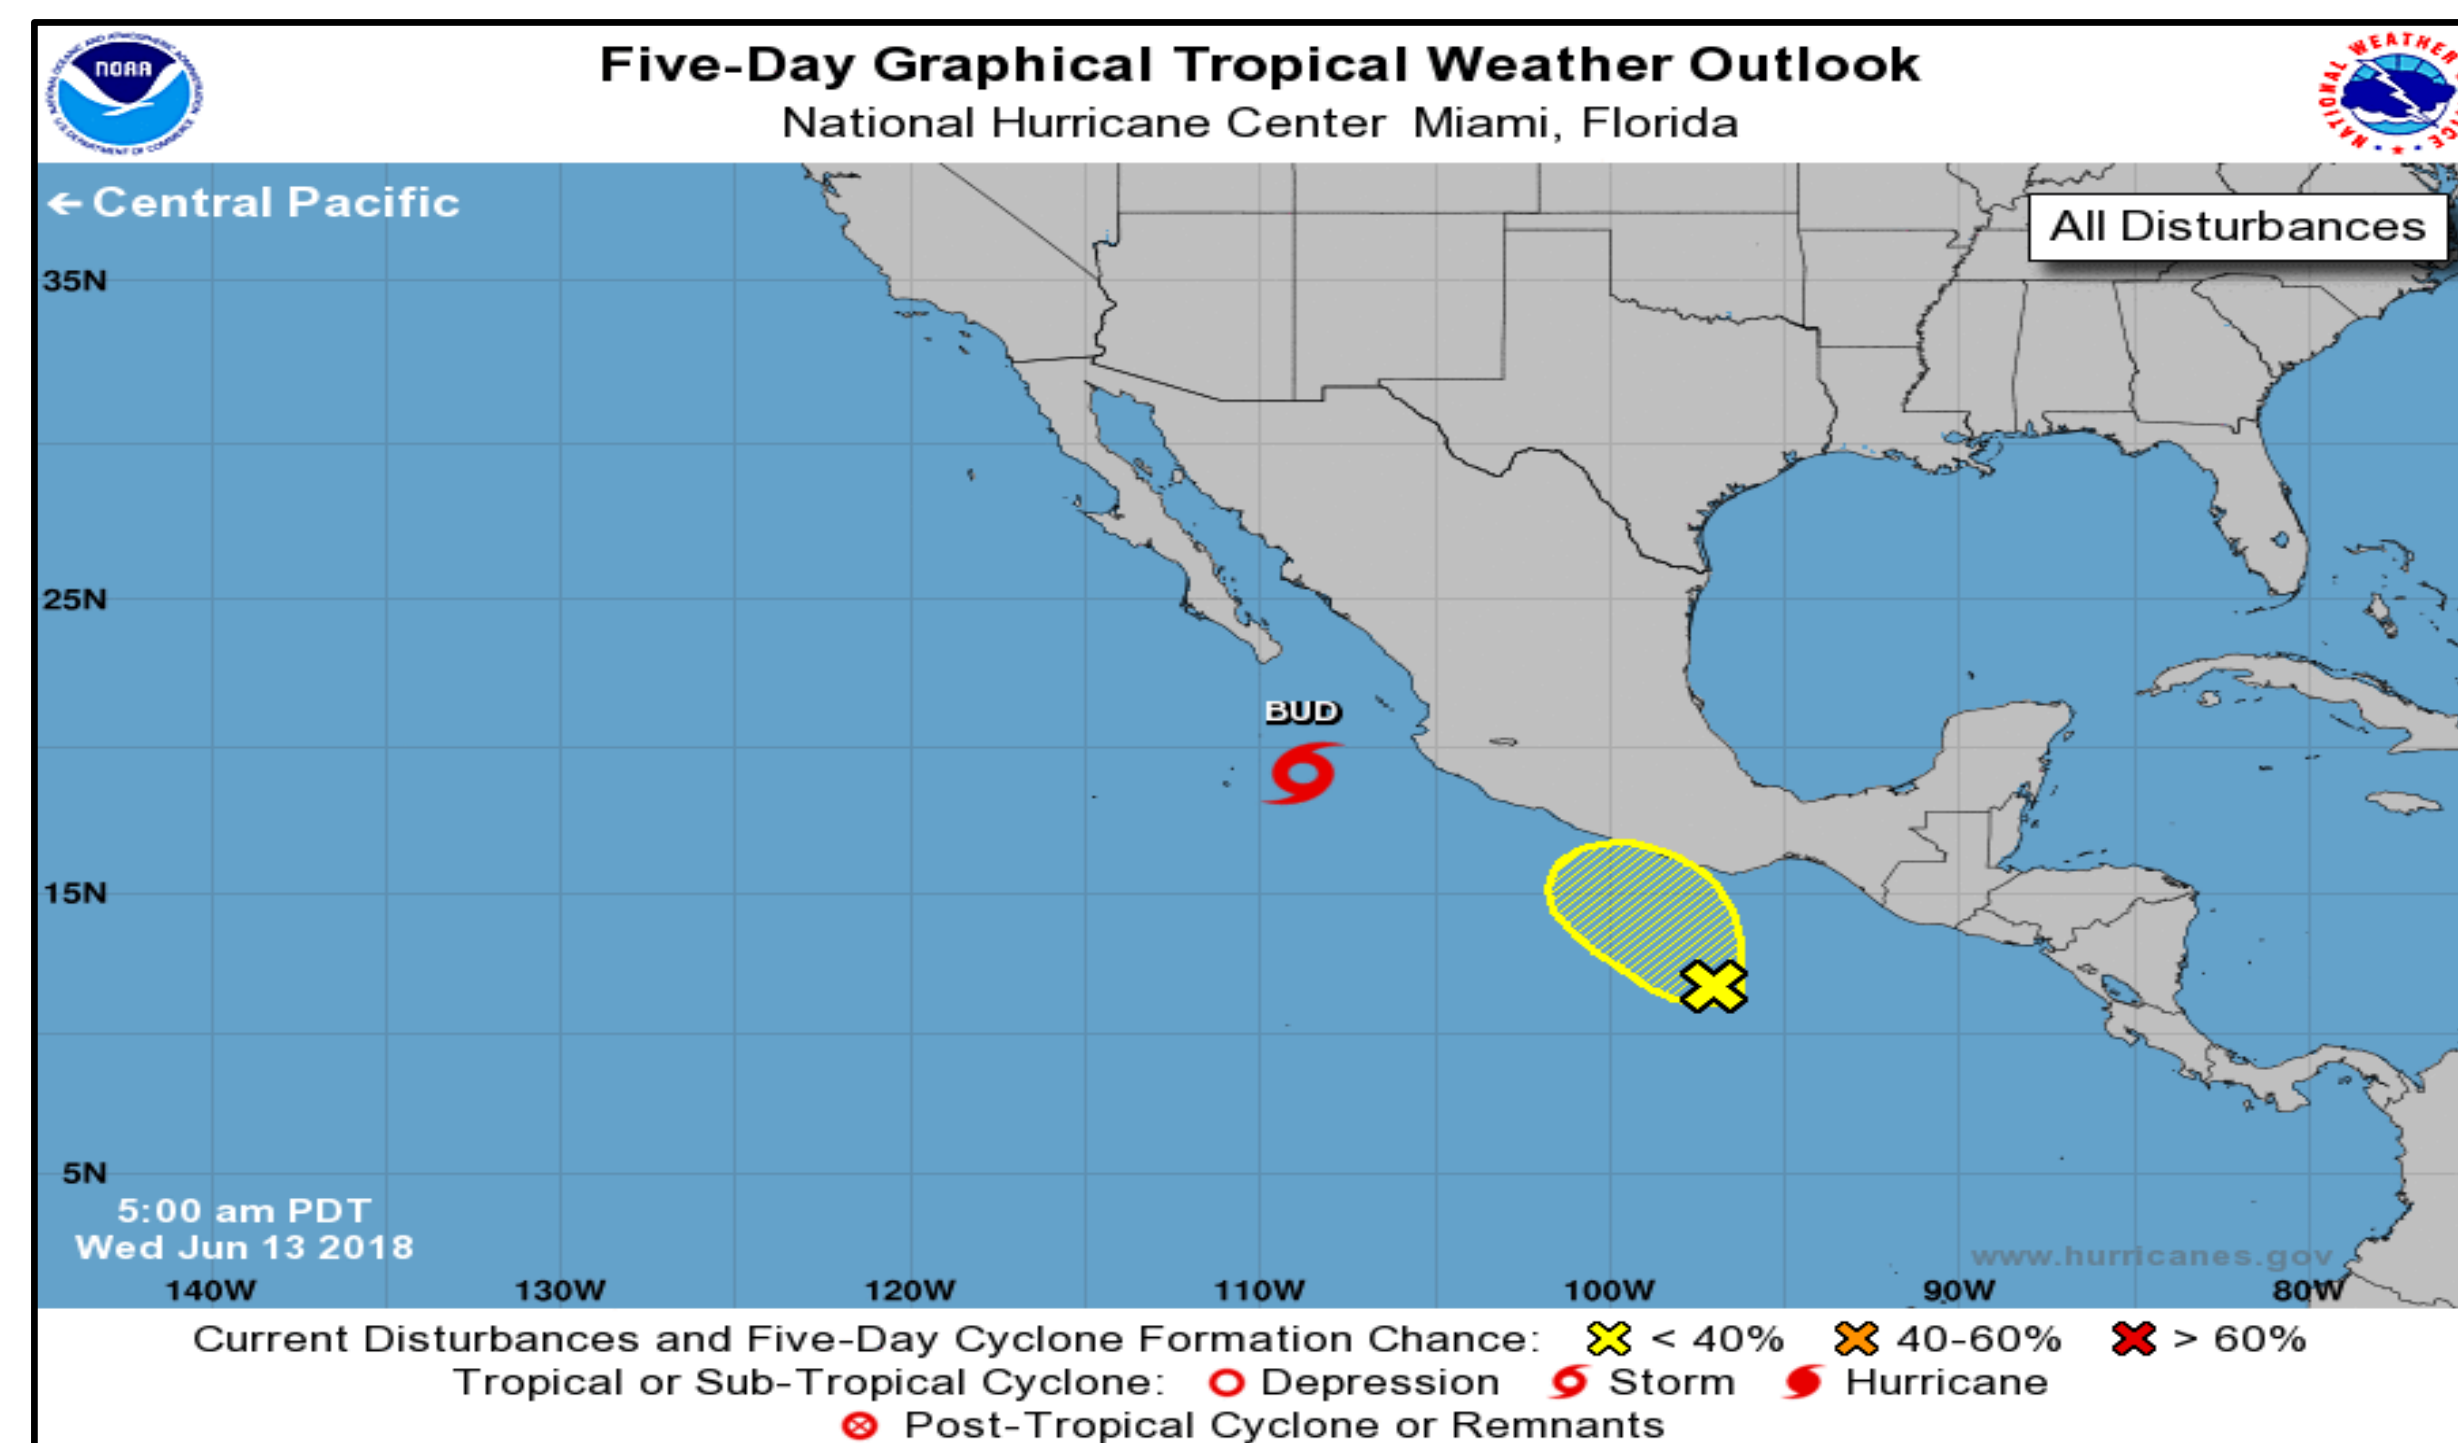 NOAA
Five-Day Graphical Tropical Weather Outlook
National Hurricane Center Miami, Florida
← Central Pacific
All Disturbances
35N
25N
BUD
15N
5N
5:00 am PDT
Wed Jun 13 2018
www.hurricanes.gov
140W 130W 120W 110W 100W 90W 80W
Current Disturbances and Five-Day Cyclone Formation Chance: < 40% 40-60% > 60%
Tropical or Sub-Tropical Cyclone: Depression Storm Hurricane
Post-Tropical Cyclone or Remnants